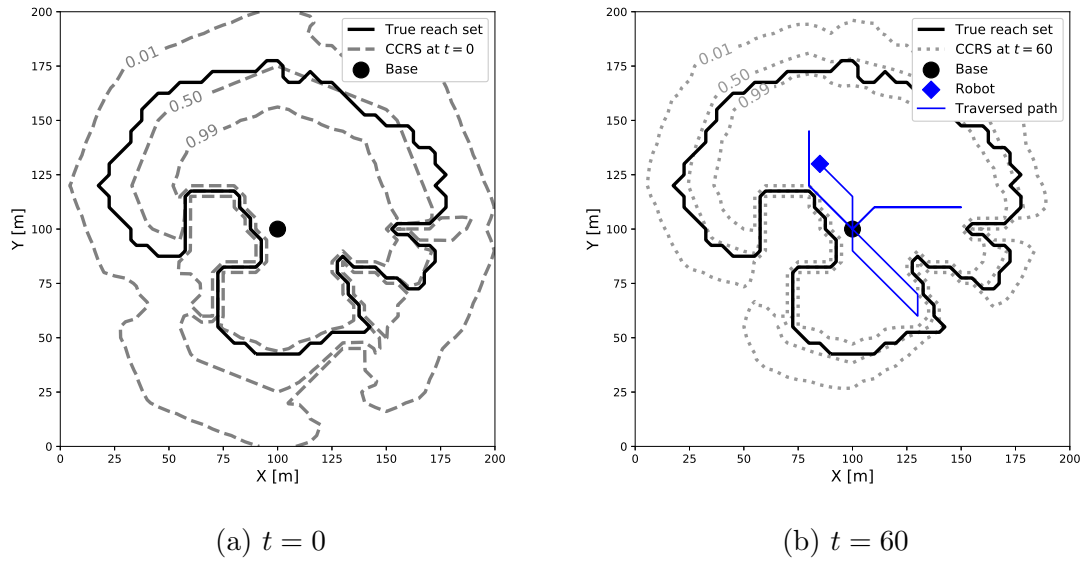 200
175
150
125
100
75
50
25
0
Y [m]
0 25 50 75 100 125 150 175 200
X [m]
0.01
0.50
0.99
True reach set
CCRS at t = 0
Base
(a) t = 0
200
175
150
125
100
75
50
25
0
Y [m]
0 25 50 75 100 125 150 175 200
X [m]
0.01
0.50
0.99
True reach set
CCRS at t = 60
Base
Robot
Traversed path
(b) t = 60